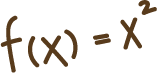 f(x) = x²